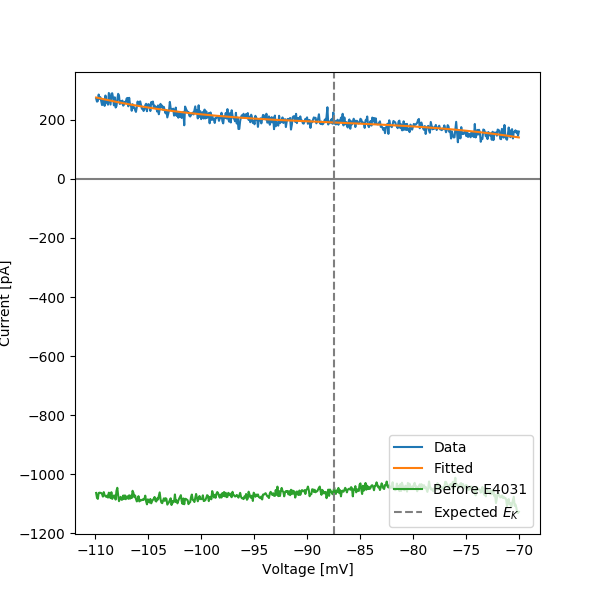 200
0
−200
−400
−600
−800
−1000
−1200
Current [pA]
−110
−105
−100
−95
−90
−85
−80
−75
−70
Voltage [mV]
Data
Fitted
Before E4031
Expected E_K